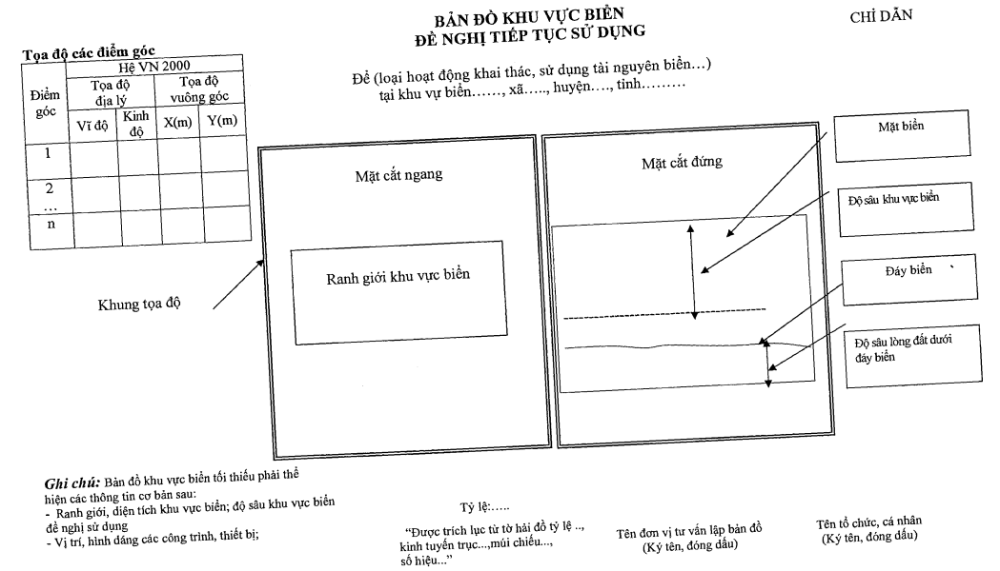 BẢN ĐỒ KHU VỰC BIỂN
ĐỀ NGHỊ TIẾP TỤC SỬ DỤNG
CHỈ DẪN
Để (loại hoạt động khai thác, sử dụng tài nguyên biển…)
tại khu vự biển……, xã….., huyện…., tỉnh………
Tọa độ các điểm góc
Điểm góc
Hệ VN 2000
Tọa độ địa lý
Tọa độ vuông góc
Vĩ độ
Kinh độ
X(m)
Y(m)
1
2
…
n
Khung tọa độ
Mặt cắt ngang
Ranh giới khu vực biển
Mặt cắt đứng
Mặt biển
Độ sâu khu vực biển
Đáy biển
Độ sâu lòng đất dưới
đáy biển
Ghi chú: Bản đồ khu vực biển tối thiếu phải thể
hiện các thông tin cơ bản sau:
- Ranh giới, diện tích khu vực biển; độ sâu khu vực biển
đề nghị sử dụng
- Vị trí, hình dáng các công trình, thiết bị;
Tỷ lệ:…..
“Được trích lục từ tờ hải đồ tỷ lệ ..,
kinh tuyến trục...,múi chiếu...,
số hiệu...”
Tên đơn vị tư vấn lập bản đồ
(Ký tên, đóng dấu)
Tên tổ chức, cá nhân
(Ký tên, đóng dấu)